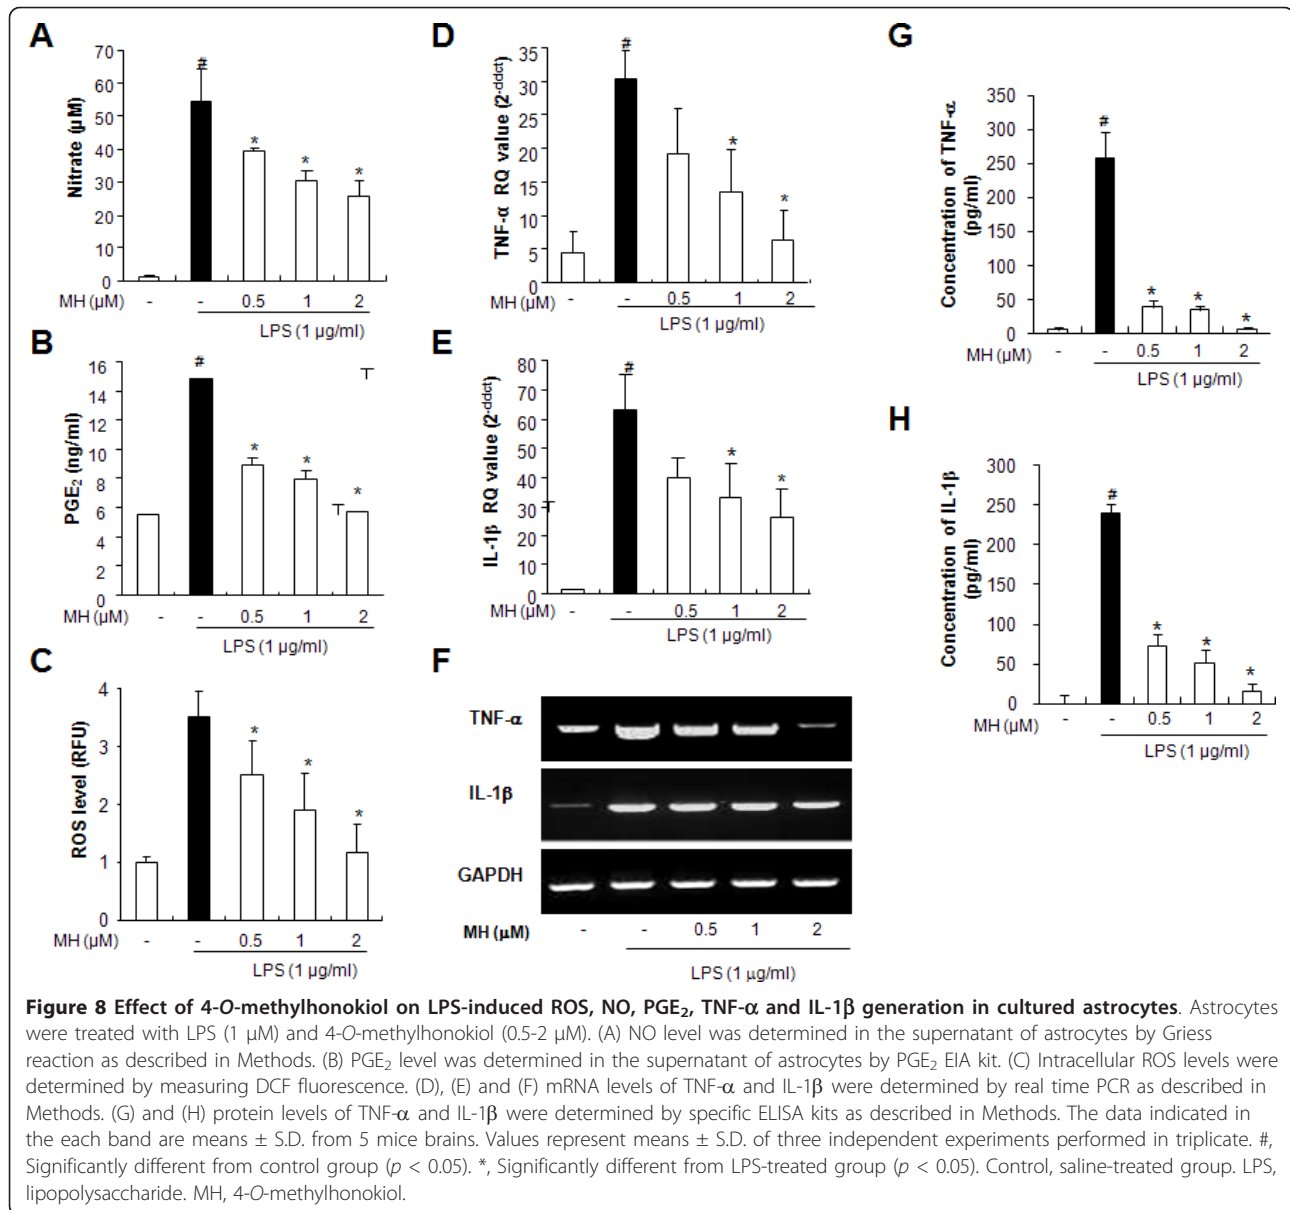 A
Nitrate (µM)
70
60
50
40
30
20
10
0
#
*
*
*
MH (µM) - - 0.5 1 2
LPS (1 µg/ml)
B
PGE2 (ng/ml)
16
14
12
10
8
6
4
2
0
#
*
*
*
MH (µM) - - 0.5 1 2
LPS (1 µg/ml)
C
ROS level (RFU)
4
3
2
1
0
*
*
*
MH (µM) - - 0.5 1 2
LPS (1 µg/ml)
D
TNF-α RQ value (2-ddct)
35
30
25
20
15
10
5
0
#
*
*
MH (µM) - - 0.5 1 2
LPS (1 µg/ml)
E
IL-1β RQ value (2-ddct)
80
70
60
50
40
30
20
10
0
#
*
*
MH (µM) - - 0.5 1 2
LPS (1 µg/ml)
F
TNF-α
IL-1β
GAPDH
MH (µM) - - 0.5 1 2
LPS (1 µg/ml)
G
Concentration of TNF-α
(pg/ml)
350
300
250
200
150
100
50
0
#
*
*
*
MH (µM) - - 0.5 1 2
LPS (1 µg/ml)
H
Concentration of IL-1β
(pg/ml)
300
250
200
150
100
50
0
#
*
*
*
MH (µM) - - 0.5 1 2
LPS (1 µg/ml)
Figure 8 Effect of 4-O-methylhonokiol on LPS-induced ROS, NO, PGE2, TNF-α and IL-1β generation in cultured astrocytes. Astrocytes
were treated with LPS (1 µM) and 4-O-methylhonokiol (0.5-2 µM). (A) NO level was determined in the supernatant of astrocytes by Griess
reaction as described in Methods. (B) PGE2 level was determined in the supernatant of astrocytes by PGE2 EIA kit. (C) Intracellular ROS levels were
determined by measuring DCF fluorescence. (D), (E) and (F) mRNA levels of TNF-α and IL-1β were determined by real time PCR as described in
Methods. (G) and (H) protein levels of TNF-α and IL-1β were determined by specific ELISA kits as described in Methods. The data indicated in
the each band are means ± S.D. from 5 mice brains. Values represent means ± S.D. of three independent experiments performed in triplicate. #,
Significantly different from control group (p < 0.05). *, Significantly different from LPS-treated group (p < 0.05). Control, saline-treated group. LPS,
lipopolysaccharide. MH, 4-O-methylhonokiol.